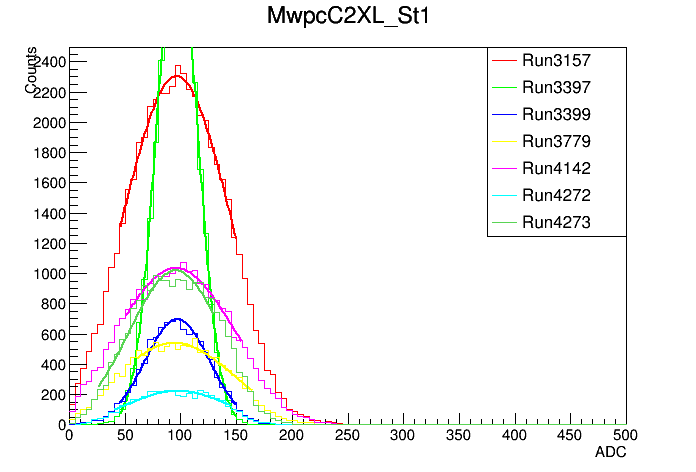 MwpcC2XL_St1
Counts
2400
2200
2000
1800
1600
1400
1200
1000
800
600
400
200
0
0 50 100 150 200 250 300 350 400 450 500
ADC
Run3157
Run3397
Run3399
Run3779
Run4142
Run4272
Run4273